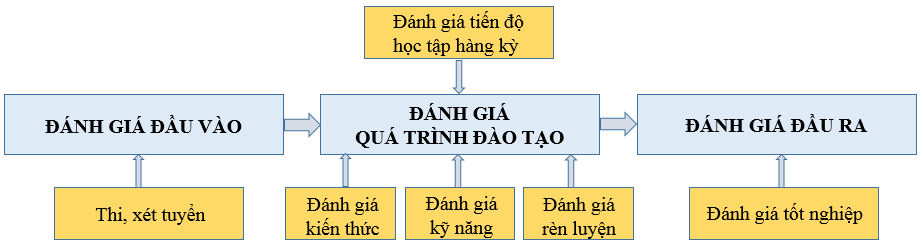 Đánh giá tiến độ
học tập hàng kỳ
ĐÁNH GIÁ ĐẦU VÀO
ĐÁNH GIÁ
QUÁ TRÌNH ĐÀO TẠO
ĐÁNH GIÁ ĐẦU RA
Thi, xét tuyển
Đánh giá
kiến thức
Đánh giá
kỹ năng
Đánh giá
rèn luyện
Đánh giá tốt nghiệp